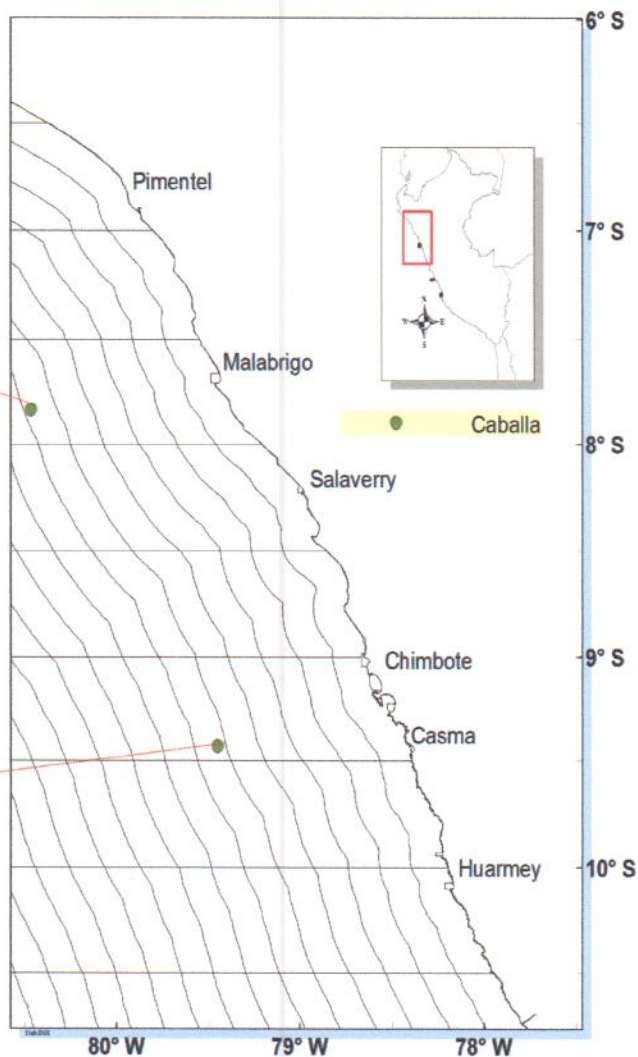 6° S
Pimentel
7° S
Malabrigo
Caballa
8° S
Salaverry
9° S
Chimbote
Casma
10° S
Huarmey
80° W
79° W
78° W
N
W
E
S